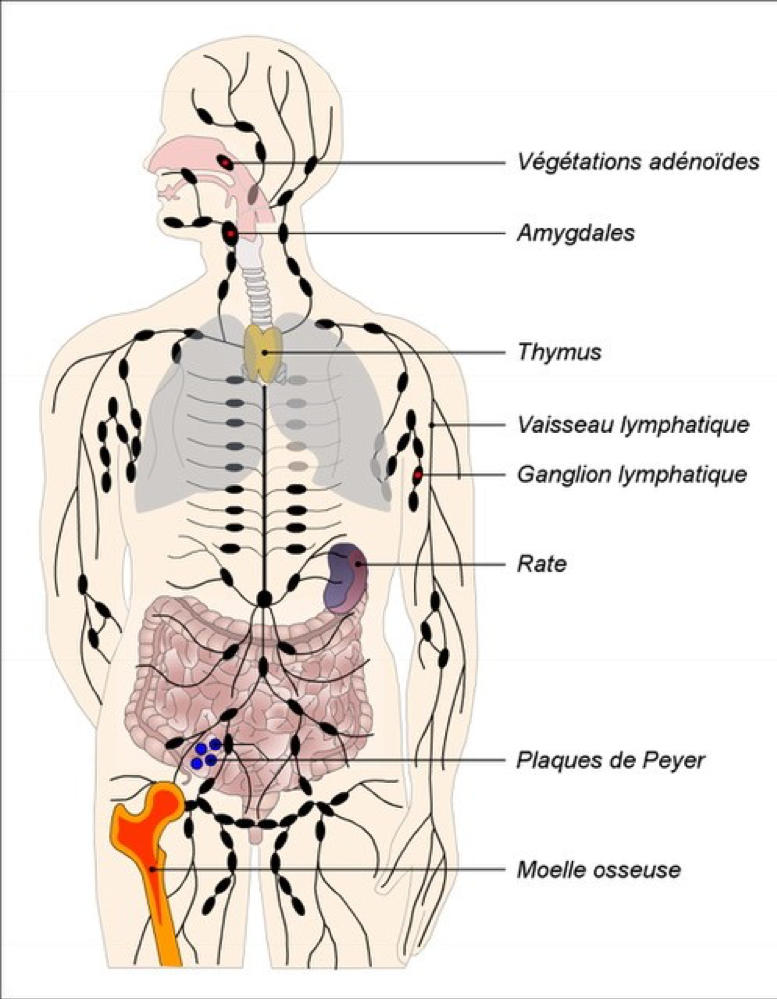 Végétations adénoïdes
Amygdales
Thymus
Vaisseau lymphatique
Ganglion lymphatique
Rate
Plaques de Peyer
Moelle osseuse